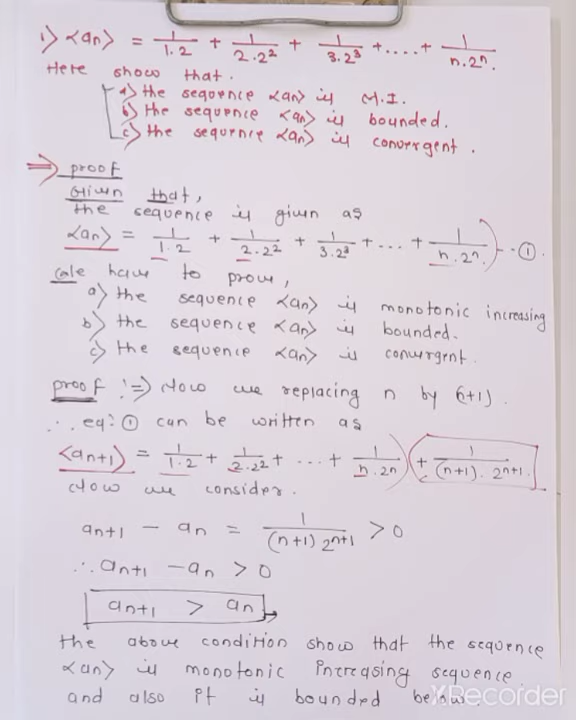 1) <an> = 1/1.2 + 1/2.2² + 1/3.2³ +....+ 1/n.2ⁿ.
Here show that.
a) the sequence <an> is M.I.
b) the sequence <an> is bounded.
c) the sequence <an> is convergent.
=> proof
Given that,
the sequence is given as
<an> = 1/1.2 + 1/2.2² + 1/3.2³ +...+ 1/n.2ⁿ. )--①.
we have to prove,
a) the sequence <an> is monotonic increasing
b) the sequence <an> is bounded.
c) the sequence <an> is convergent.
proof :=> Now we replacing n by (n+1).
∴ eqⁿ ① can be written as
<an+1> = 1/1.2 + 1/2.2² + ... + 1/n.2n ) + 1/(n+1). 2ⁿ⁺¹.
Now we consider.
an+1 - an = 1/(n+1) 2ⁿ⁺¹ > 0
∴ an+1 - an > 0
an+1 > an
the above condition show that the sequence
<an> is monotonic increasing sequence
and also it is bounded below.
XRecorder